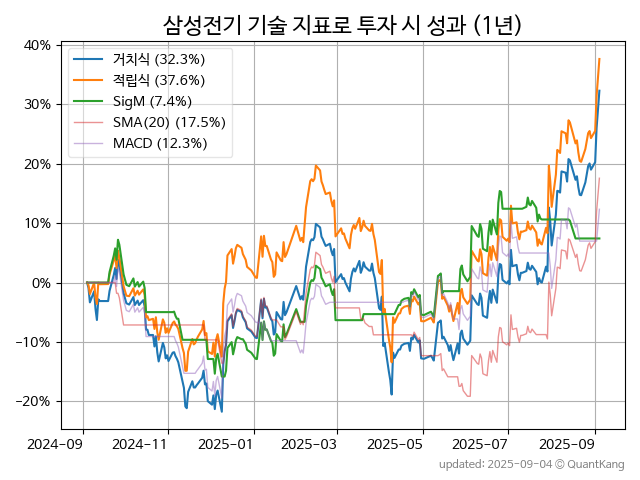 삼성전기 기술 지표로 투자 시 성과 (1년)
40%
30%
20%
10%
0%
−10%
−20%
거치식 (32.3%)
적립식 (37.6%)
SigM (7.4%)
SMA(20) (17.5%)
MACD (12.3%)
2024-09 2024-11 2025-01 2025-03 2025-05 2025-07 2025-09
updated: 2025-09-04 © QuantKang